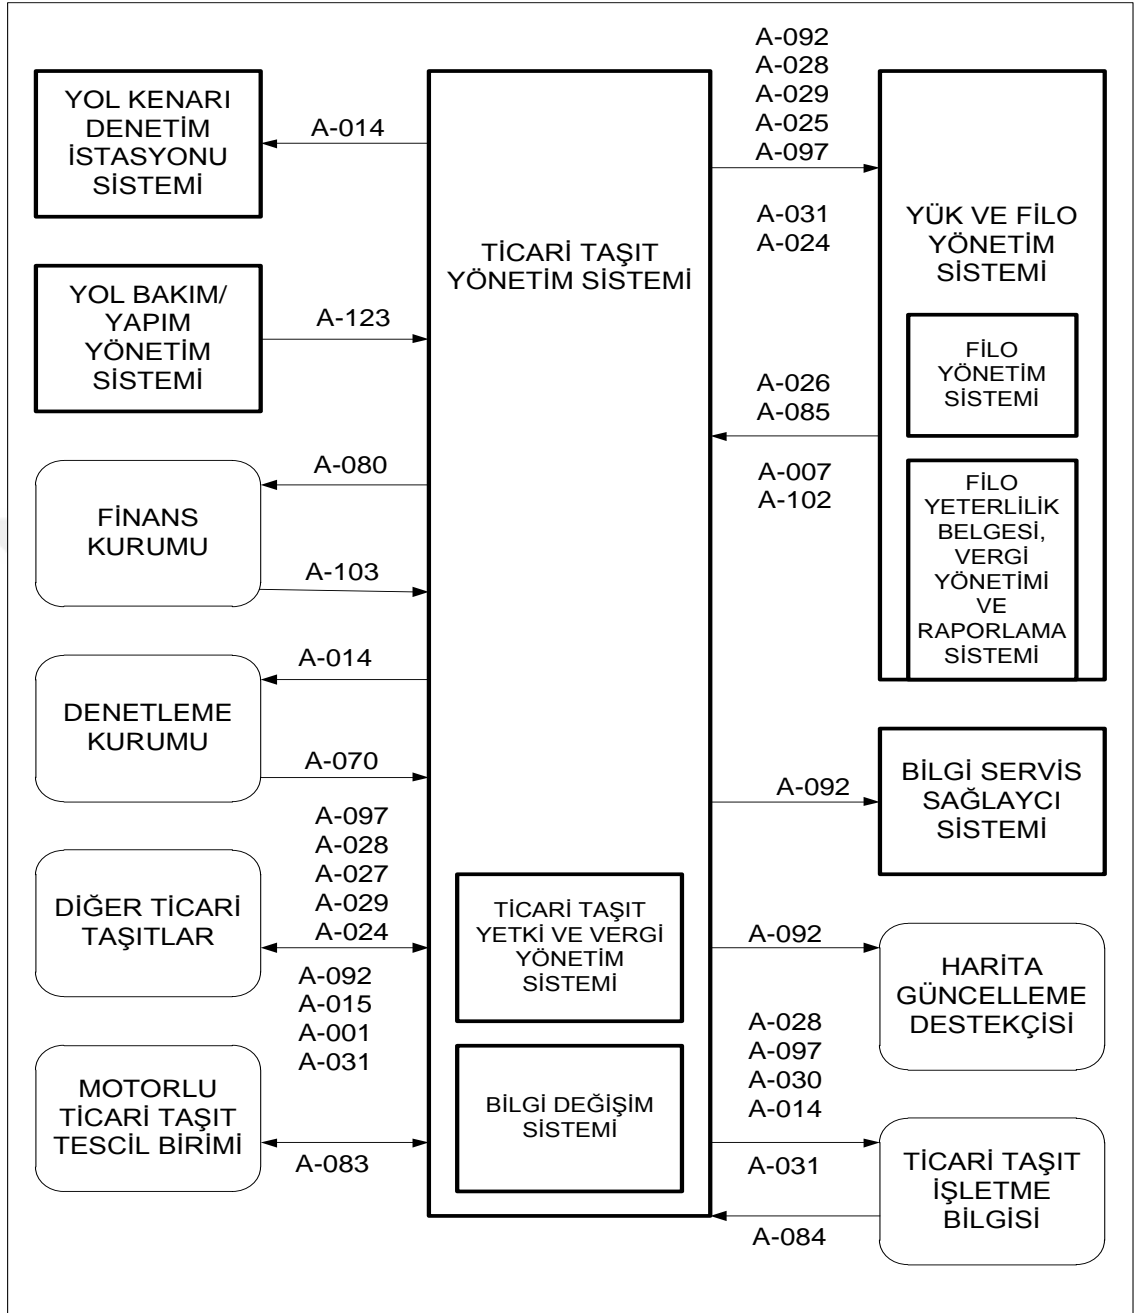 YOL KENARI
DENETİM
İSTASYONU
SİSTEMİ
A-014
YOL BAKIM/
YAPIM
YÖNETİM
SİSTEMİ
A-123
FİNANS
KURUMU
A-080
A-103
DENETLEME
KURUMU
A-014
A-070
DİĞER TİCARİ
TAŞITLAR
A-097
A-028
A-027
A-029
A-024
A-092
A-015
A-001
A-031
MOTORLU
TİCARİ TAŞIT
TESCİL BİRİMİ
A-083
TİCARİ TAŞIT
YÖNETİM SİSTEMİ
TİCARİ TAŞIT
YETKİ VE VERGİ
YÖNETİM
SİSTEMİ
BİLGİ DEĞİŞİM
SİSTEMİ
A-092
A-028
A-029
A-025
A-097
A-031
A-024
A-026
A-085
A-007
A-102
YÜK VE FİLO
YÖNETİM
SİSTEMİ
FİLO
YÖNETİM
SİSTEMİ
FİLO
YETERLİLİK
BELGESİ,
VERGİ
YÖNETİMİ
VE
RAPORLAMA
SİSTEMİ
A-092
BİLGİ SERVİS
SAĞLAYCI
SİSTEMİ
A-092
HARİTA
GÜNCELLEME
DESTEKÇİSİ
A-028
A-097
A-030
A-014
A-031
A-084
TİCARİ TAŞIT
İŞLETME
BİLGİSİ